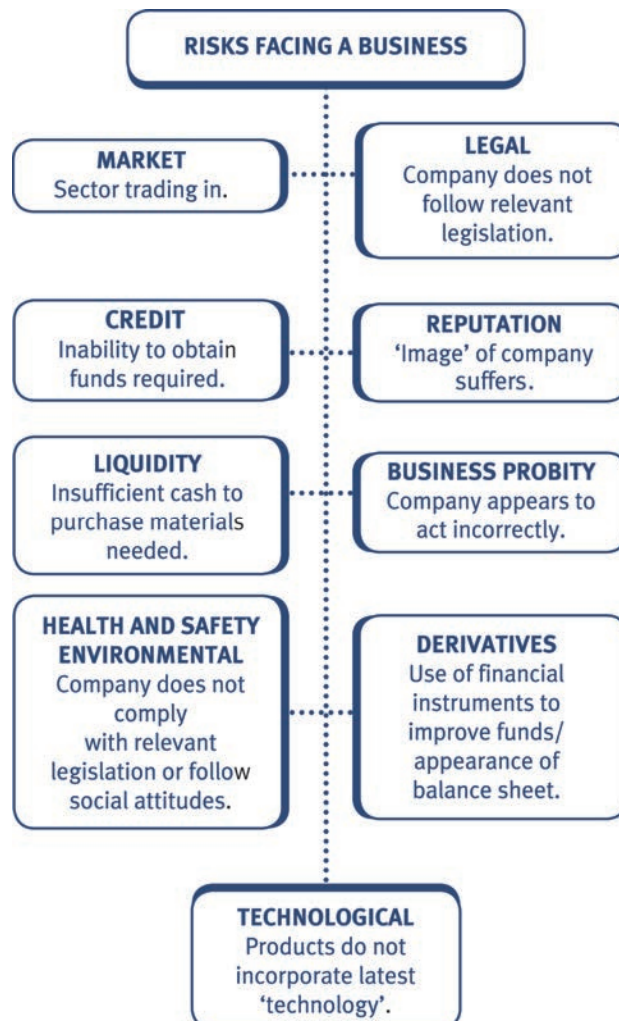 RISKS FACING A BUSINESS
MARKET
Sector trading in.
LEGAL
Company does not
follow relevant
legislation.
CREDIT
Inability to obtain
funds required.
REPUTATION
‘Image’ of company
suffers.
LIQUIDITY
Insufficient cash to
purchase materials
needed.
BUSINESS PROBITY
Company appears to
act incorrectly.
HEALTH AND SAFETY
ENVIRONMENTAL
Company does not
comply
with relevant
legislation or follow
social attitudes.
DERIVATIVES
Use of financial
instruments to
improve funds/
appearance of
balance sheet.
TECHNOLOGICAL
Products do not
incorporate latest
‘technology’.